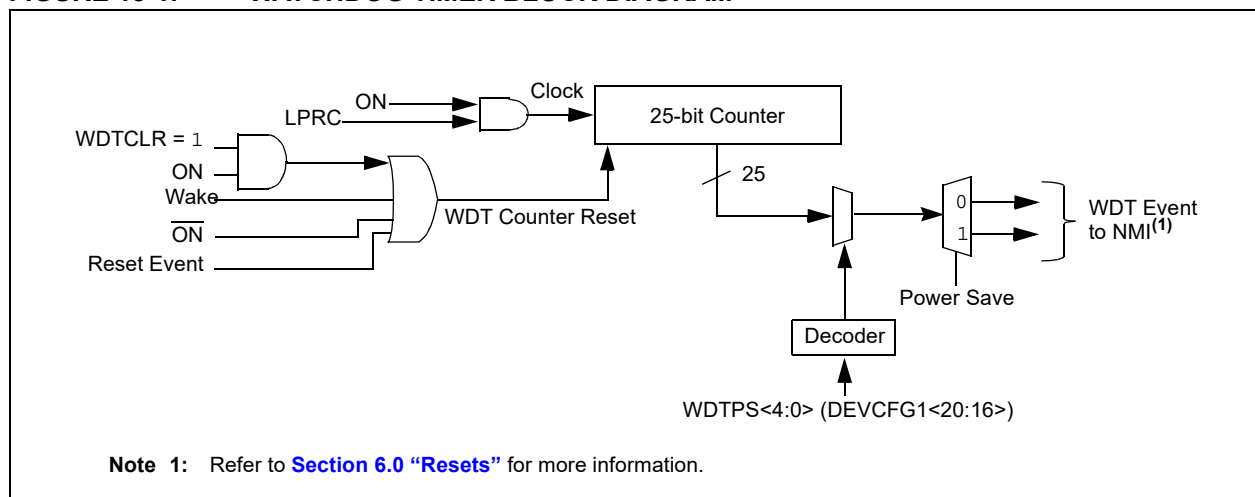 ON
Clock
LPRC
25-bit Counter
WDTCLR = 1
ON
25
Wake
WDT Counter Reset
0
1
WDT Event
to NMI(1)
ON
Reset Event
Power Save
Decoder
WDTPS<4:0> (DEVCFG1<20:16>)
Note 1: Refer to Section 6.0 “Resets” for more information.